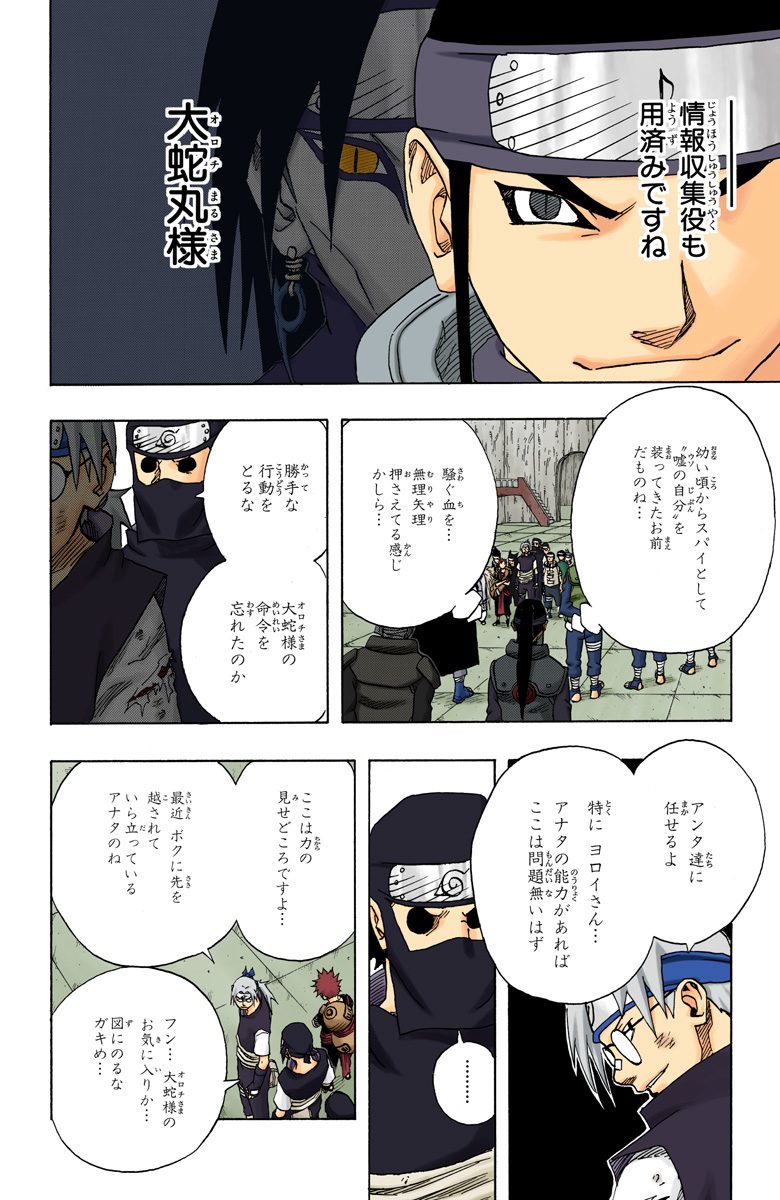 情報収集役も
用済みですね
大蛇丸様
幼い頃からスパイとして
“嘘の自分”を
装ってきたお前
だものね…
騒ぐ血を…
無理矢理
押さえてる感じ
かしら…
勝手な
行動を
とるな
大蛇様の
命令を
忘れたのか
アンタ達に
任せるよ
特に ヨロイさん…
アナタの能力があれば
ここは問題無いはず
………
ここは力の
見せどころですよ…
最近 ボクに先を
越されて
いら立っている
アナタのね
フン… 大蛇様の
お気に入りか…
図にのるな
ガキめ…